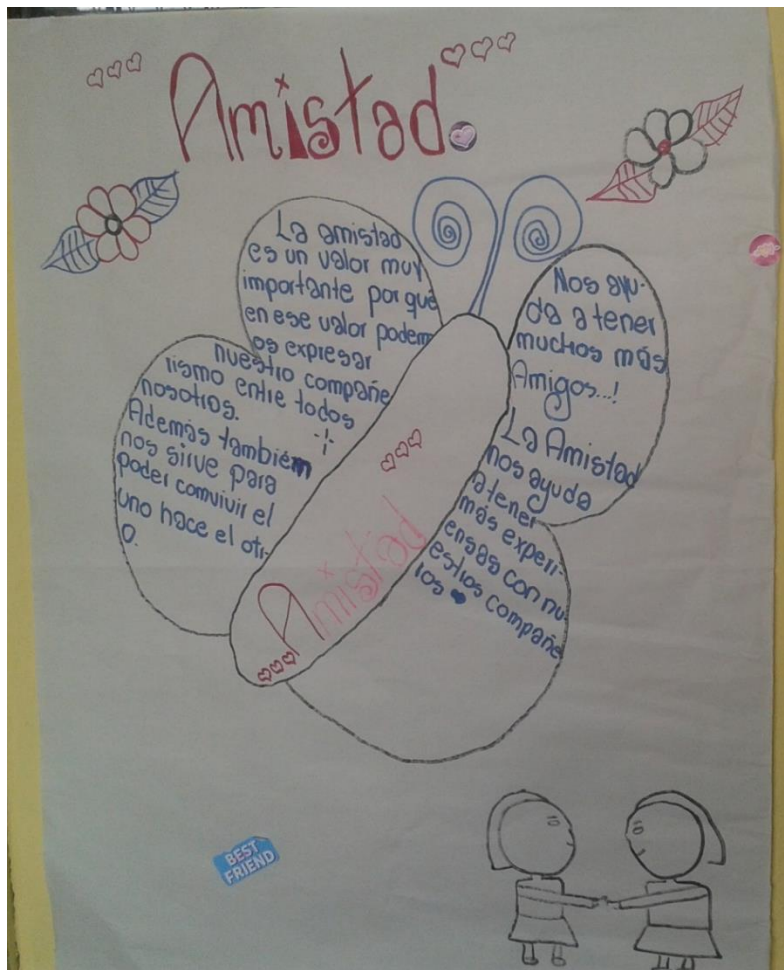 Amistad.
La amistad
es un valor muy
importante porque
en ese valor podem
os expresar
nuestro compañe
rismo entre todos
nosotros.
Además también
nos sirve para
poder comvivir el
uno hace el otr-
o.
Nos ayu-
da a tener
muchos más
Amigos...!
La Amistad
nos ayuda
a tener
más experi-
ensas con nu
estros compañe
ros
Amistad
BEST
FRIEND